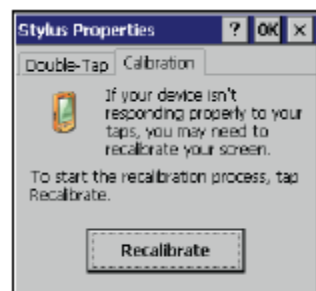 Stylus Properties ? OK ×
Double-Tap Calibration
If your device isn't
responding properly to your
taps, you may need to
recalibrate your screen.
To start the recalibration process, tap
Recalibrate.
Recalibrate